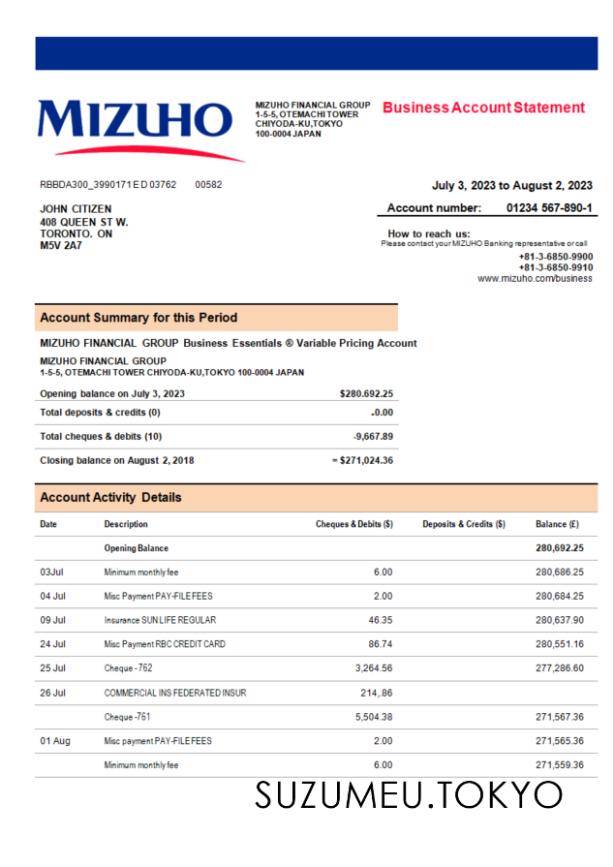 MIZUHO
MIZUHO FINANCIAL GROUP
1-5-5, OTEMACHI TOWER
CHIYODA-KU,TOKYO
100-0004 JAPAN
Business Account Statement
RBBDA300_3990171 E D 03762 00582
July 3, 2023 to August 2, 2023
JOHN CITIZEN
408 QUEEN ST W.
TORONTO. ON
M5V 2A7
Account number: 01234 567-890-1
How to reach us:
Please contact your MIZUHO Banking representative or call
+81-3-6850-9900
+81-3-6850-9910
www.mizuho.com/business
Account Summary for this Period
MIZUHO FINANCIAL GROUP Business Essentials ® Variable Pricing Account
MIZUHO FINANCIAL GROUP
1-5-5, OTEMACHI TOWER CHIYODA-KU,TOKYO 100-0004 JAPAN
Opening balance on July 3, 2023 $280.692.25
Total deposits & credits (0) .0.00
Total cheques & debits (10) -9,667.89
Closing balance on August 2, 2018 = $271,024.36
Account Activity Details
Date Description Cheques & Debits ($) Deposits & Credits ($) Balance (£)
Opening Balance 280,692.25
03Jul Minimum monthly fee 6.00 280,686.25
04 Jul Misc Payment PAY-FILE FEES 2.00 280,684.25
09 Jul Insurance SUN LIFE REGULAR 46.35 280,637.90
24 Jul Misc Payment RBC CREDIT CARD 86.74 280,551.16
25 Jul Cheque -762 3,264.56 277,286.60
26 Jul COMMERCIAL INS FEDERATED INSUR 214,.86
Cheque -761 5,504.38 271,567.36
01 Aug Misc payment PAY-FILE FEES 2.00 271,565.36
Minimum monthly fee 6.00 271,559.36
SUZUMEU.TOKYO